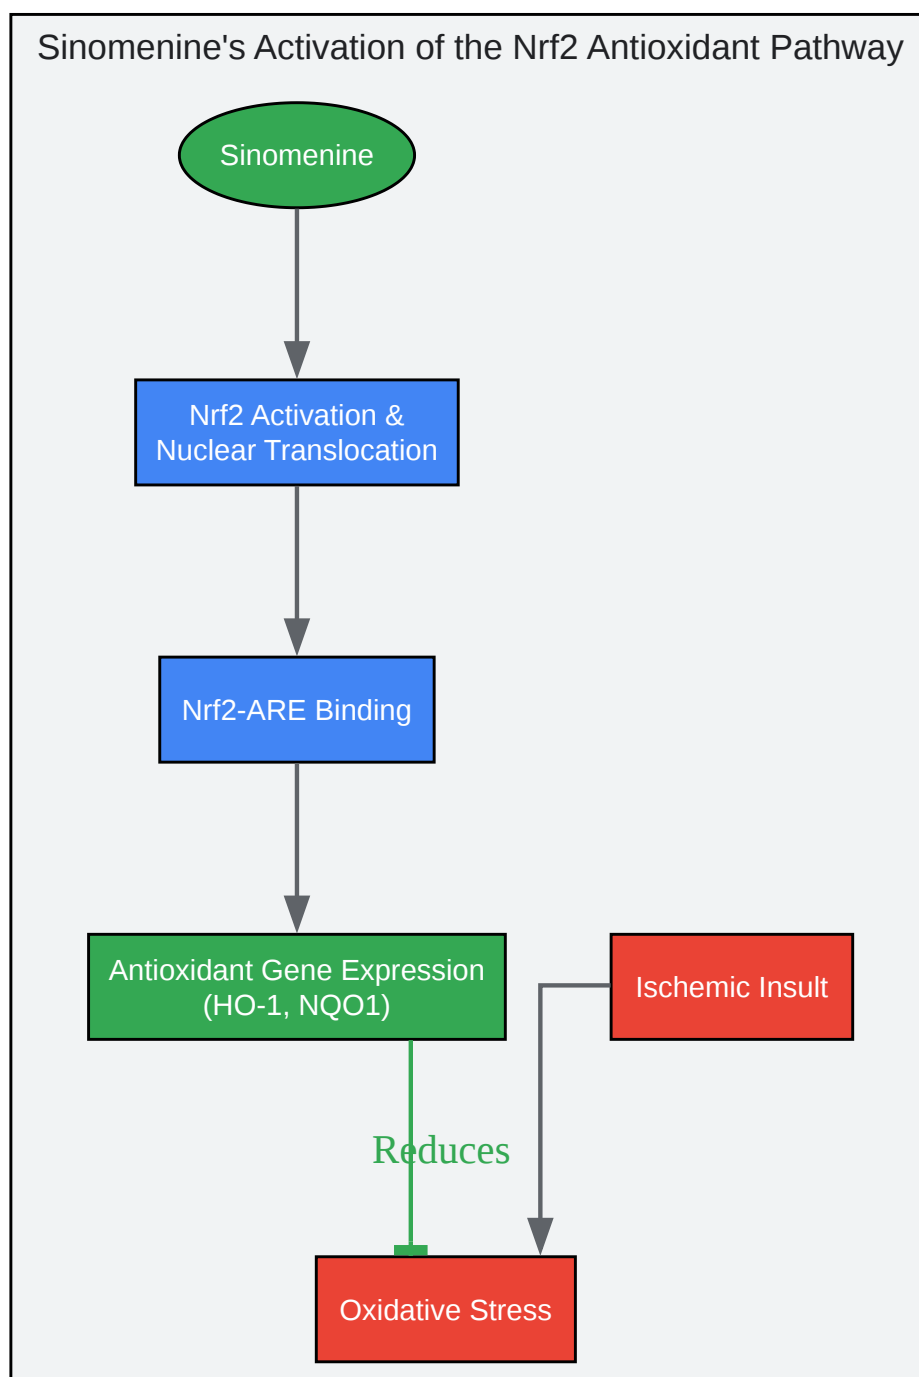 Sinomenine's Activation of the Nrf2 Antioxidant Pathway
Sinomenine
Nrf2 Activation &
Nuclear Translocation
Nrf2-ARE Binding
Antioxidant Gene Expression
(HO-1, NQO1)
Ischemic Insult
Reduces
Oxidative Stress